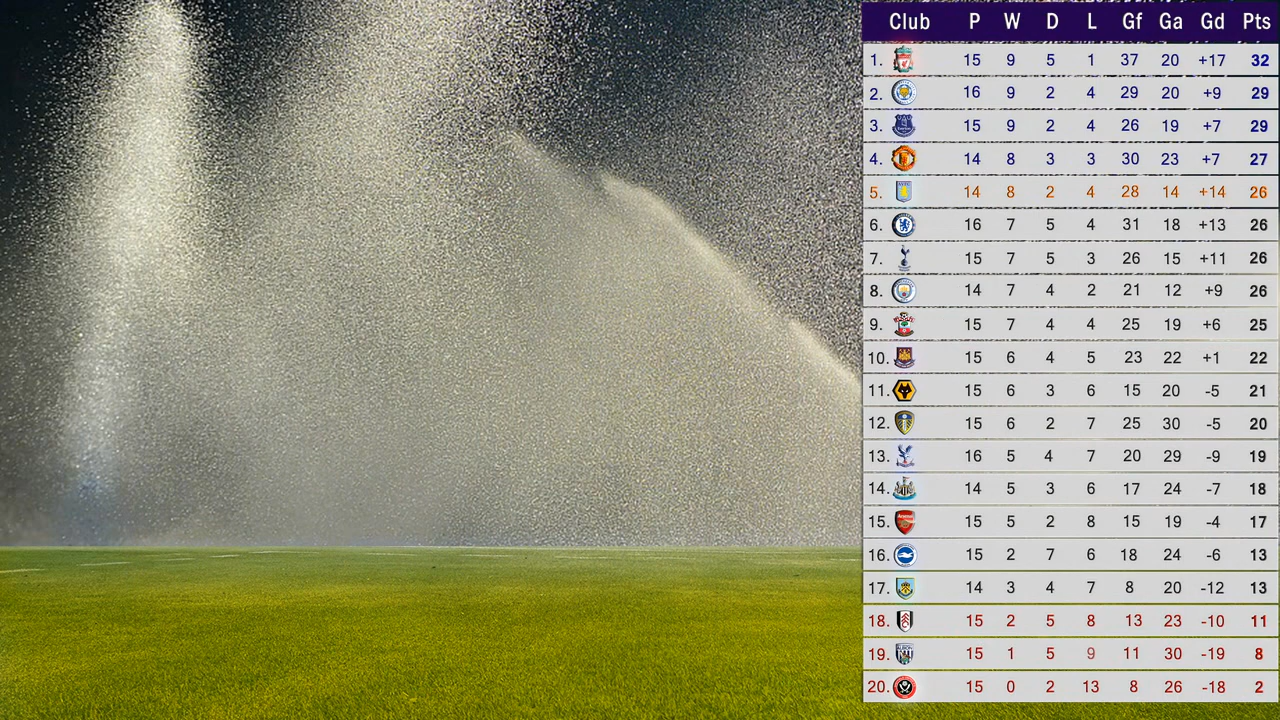 Club P W D L Gf Ga Gd Pts
1. 15 9 5 1 37 20 +17 32
2. 16 9 2 4 29 20 +9 29
3. 15 9 2 4 26 19 +7 29
4. 14 8 3 3 30 23 +7 27
5. 14 8 2 4 28 14 +14 26
6. 16 7 5 4 31 18 +13 26
7. 15 7 5 3 26 15 +11 26
8. 14 7 4 2 21 12 +9 26
9. 15 7 4 4 25 19 +6 25
10. 15 6 4 5 23 22 +1 22
11. 15 6 3 6 15 20 -5 21
12. 15 6 2 7 25 30 -5 20
13. 16 5 4 7 20 29 -9 19
14. 14 5 3 6 17 24 -7 18
15. Arsenal 15 5 2 8 15 19 -4 17
16. 15 2 7 6 18 24 -6 13
17. 14 3 4 7 8 20 -12 13
18. 15 2 5 8 13 23 -10 11
19. 15 1 5 9 11 30 -19 8
20. 15 0 2 13 8 26 -18 2